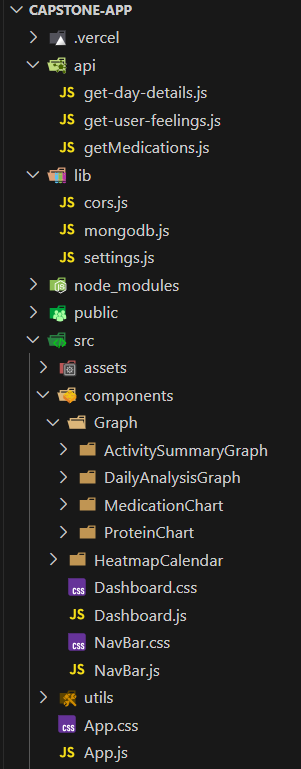 CAPSTONE-APP
.vercel
api
JS get-day-details.js
JS get-user-feelings.js
JS getMedications.js
lib
JS cors.js
JS mongodb.js
JS settings.js
node_modules
public
src
assets
components
Graph
ActivitySummaryGraph
DailyAnalysisGraph
MedicationChart
ProteinChart
HeatmapCalendar
CSS Dashboard.css
JS Dashboard.js
CSS NavBar.css
JS NavBar.js
utils
CSS App.css
JS App.js